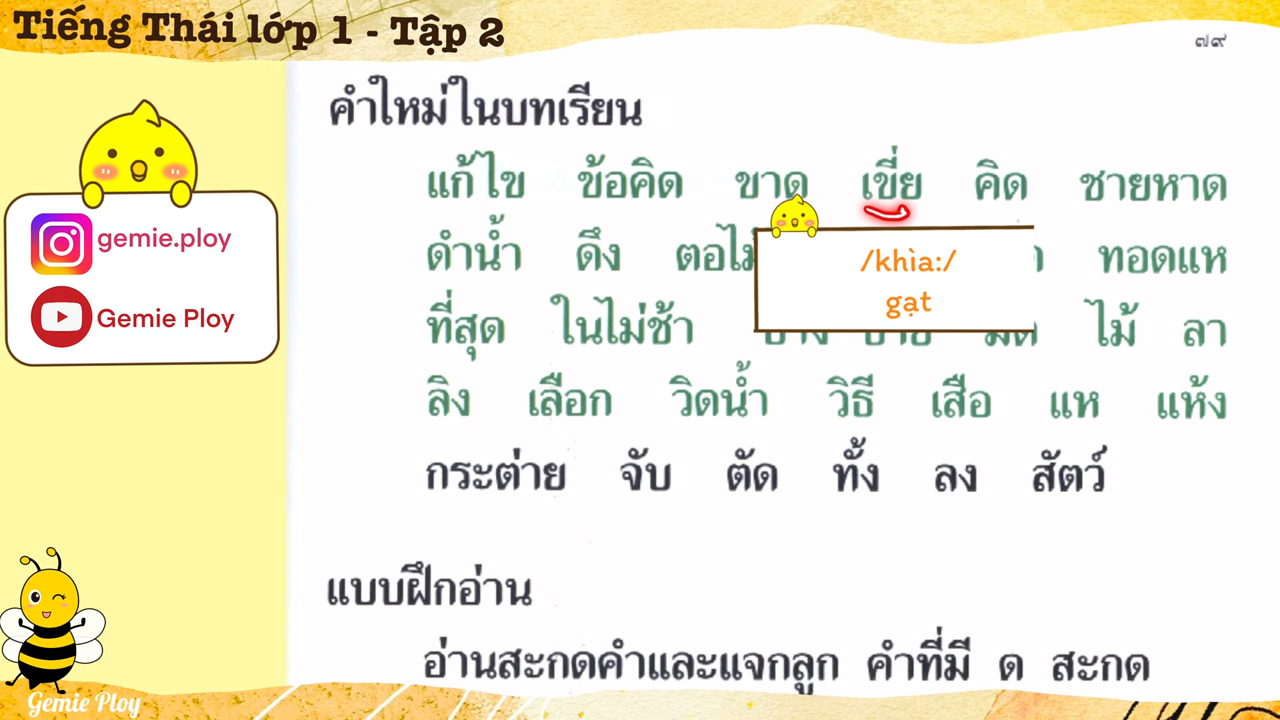 Tiếng Thái lớp 1 - Tập 2
๗๙
gemie.ploy
Gemie Ploy
คำใหม่ในบทเรียน
แก้ไข ข้อคิด ขาด เขี่ย คิด ชายหาด
/khìa:/
gạt
ดำน้ำ ดึง ตอไม้ ทอดแห
ที่สุด ในไม่ช้า ไม้ ลา
ลิง เลือก วิดน้ำ วิธี เสือ แห แห้ง
กระต่าย จับ ตัด ทั้ง ลง สัตว์
แบบฝึกอ่าน
อ่านสะกดคำและแจกลูก คำที่มี ด สะกด
Gemie Ploy